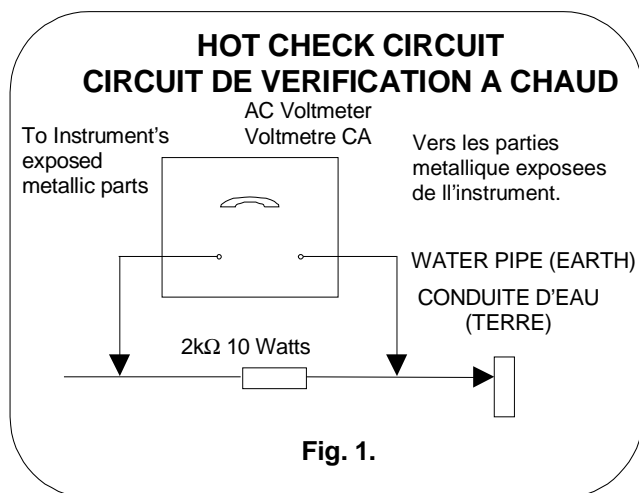 HOT CHECK CIRCUIT
CIRCUIT DE VERIFICATION A CHAUD
AC Voltmeter
Voltmetre CA
To Instrument's
exposed
metallic parts
Vers les parties
metallique exposees
de ll'instrument.
WATER PIPE (EARTH)
CONDUITE D'EAU
(TERRE)
2kΩ 10 Watts
Fig. 1.